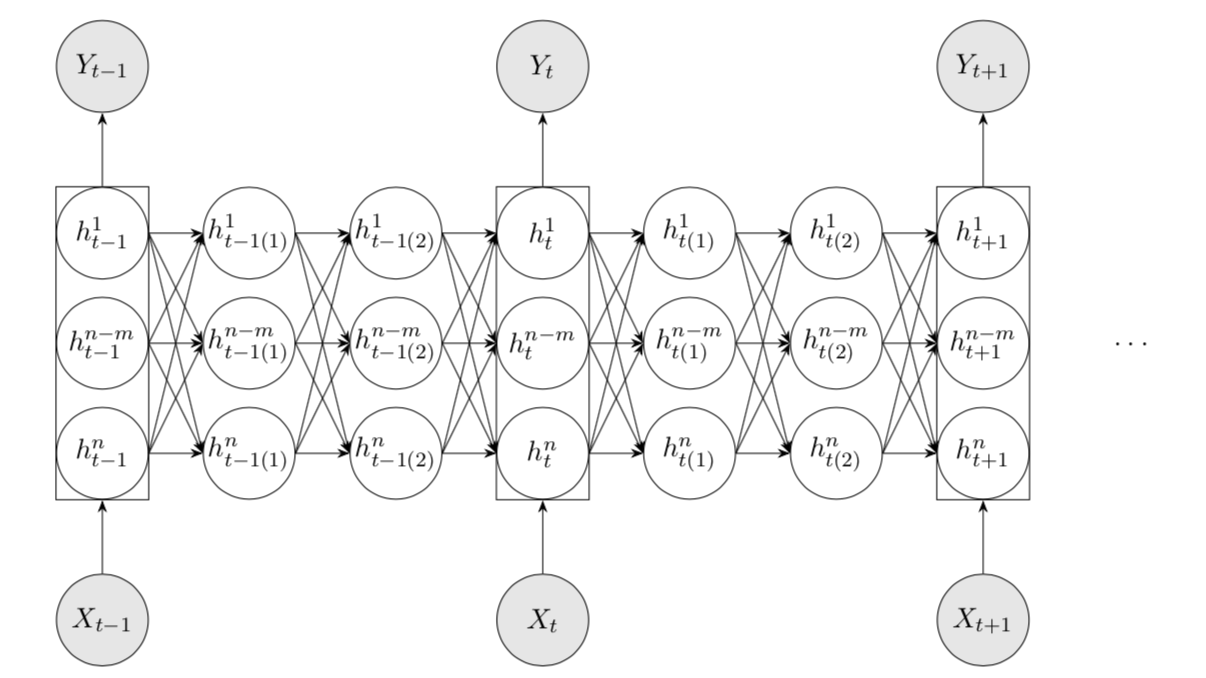 Y_{t−1} Y_t Y_{t+1}
h^1_{t−1} h^1_{t−1(1)} h^1_{t−1(2)} h^1_t h^1_{t(1)} h^1_{t(2)} h^1_{t+1}
h^{n−m}_{t−1} h^{n−m}_{t−1(1)} h^{n−m}_{t−1(2)} h^{n−m}_t h^{n−m}_{t(1)} h^{n−m}_{t(2)} h^{n−m}_{t+1} ...
h^n_{t−1} h^n_{t−1(1)} h^n_{t−1(2)} h^n_t h^n_{t(1)} h^n_{t(2)} h^n_{t+1}
X_{t−1} X_t X_{t+1}